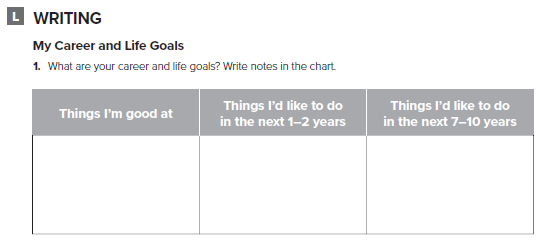 L WRITING
My Career and Life Goals
1. What are your career and life goals? Write notes in the chart.
Things I'm good at
Things I'd like to do
in the next 1–2 years
Things I'd like to do
in the next 7–10 years